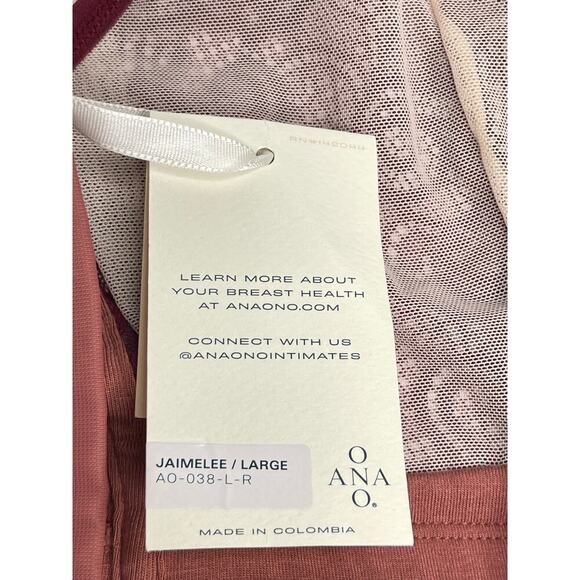 LEARN MORE ABOUT
YOUR BREAST HEALTH
AT ANAONO.COM
CONNECT WITH US
@ANAONOINTIMATES
JAIMELEE / LARGE
AO-038-L-R
O
ANA
O®
MADE IN COLOMBIA